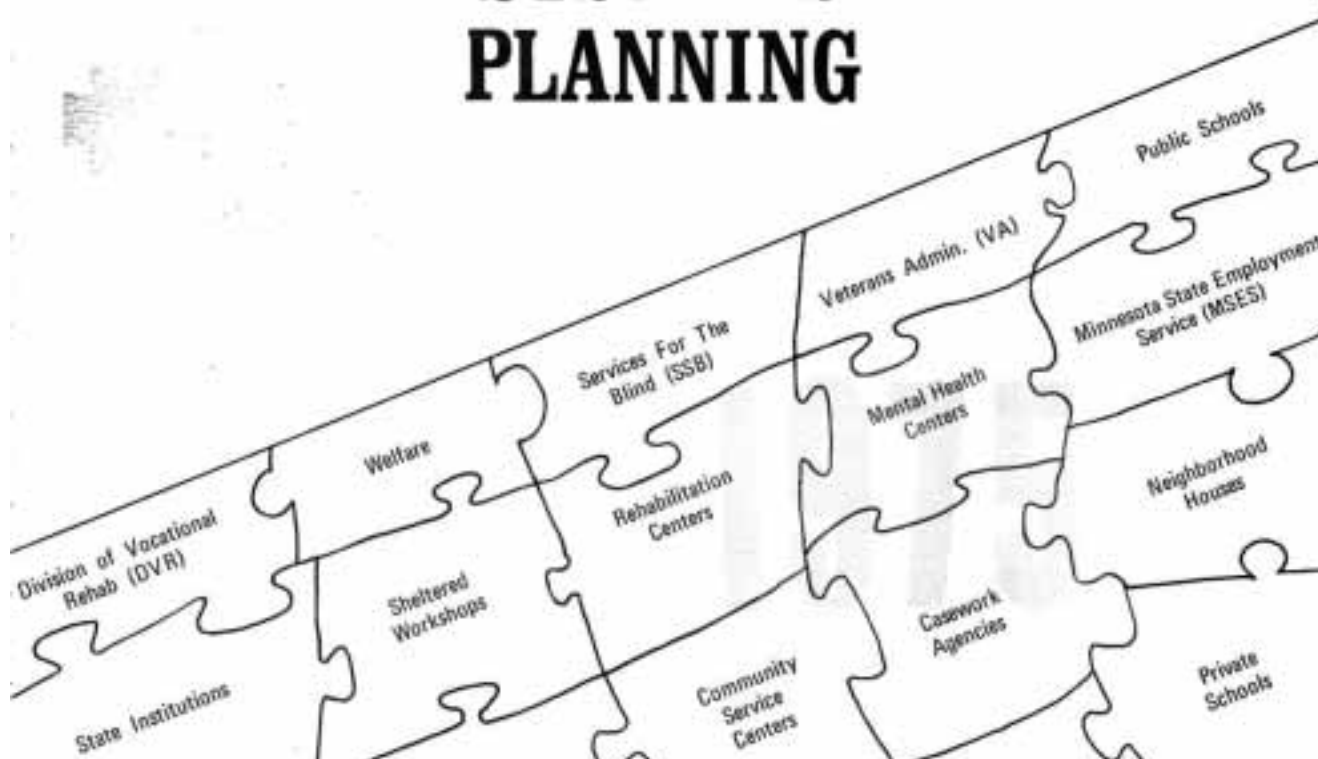 PLANNING
Public Schools
Veterans Admin. (VA)
Minnesota State Employment
Service (MSES)
Services For The
Blind (SSB)
Mental Health
Centers
Welfare
Neighborhood
Houses
Rehabilitation
Centers
Division of Vocational
Rehab (DVR)
Sheltered
Workshops
Casework
Agencies
Private
Schools
Community
Service
Centers
State Institutions